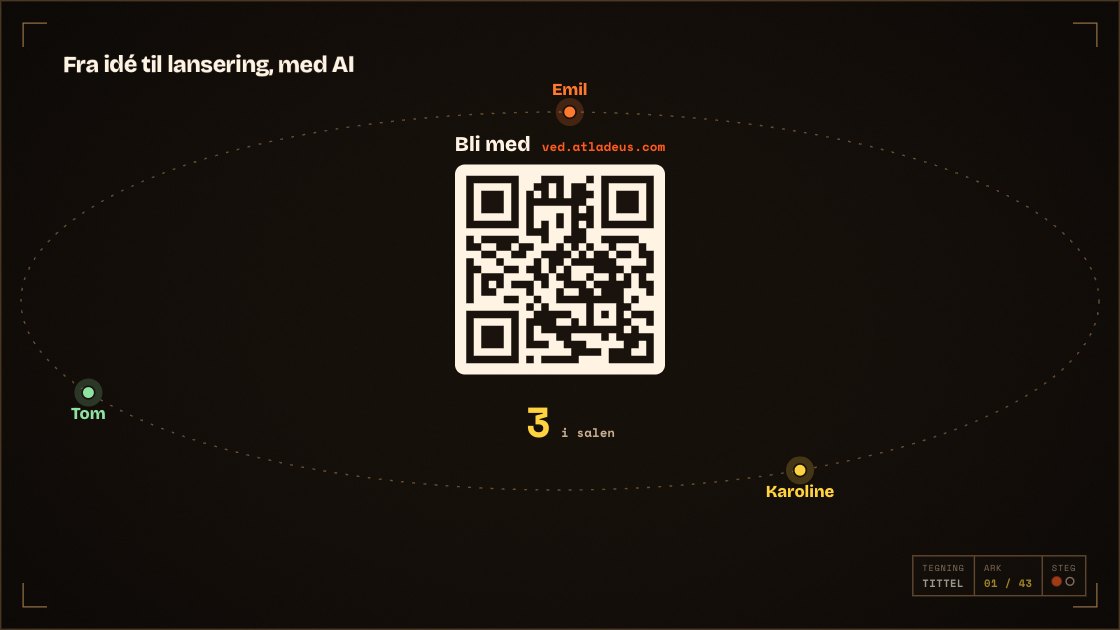 Fra idé til lansering, med AI
Emil
Bli med ved.atladeus.com
3 i salen
Tom
Karoline
TEGNING ARK STEG
TITTEL 01 / 43